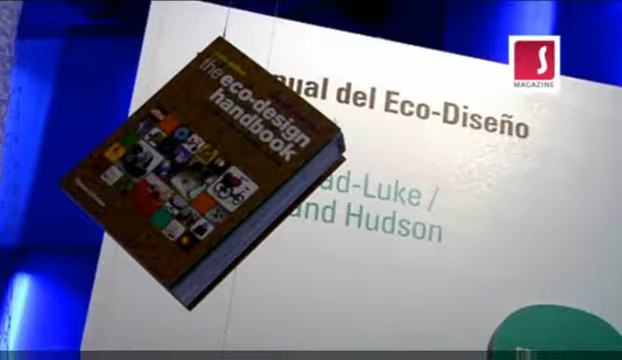 S
MAGAZINE
the eco-design
handbook
ual del Eco-Diseño
ad-Luke /
and Hudson